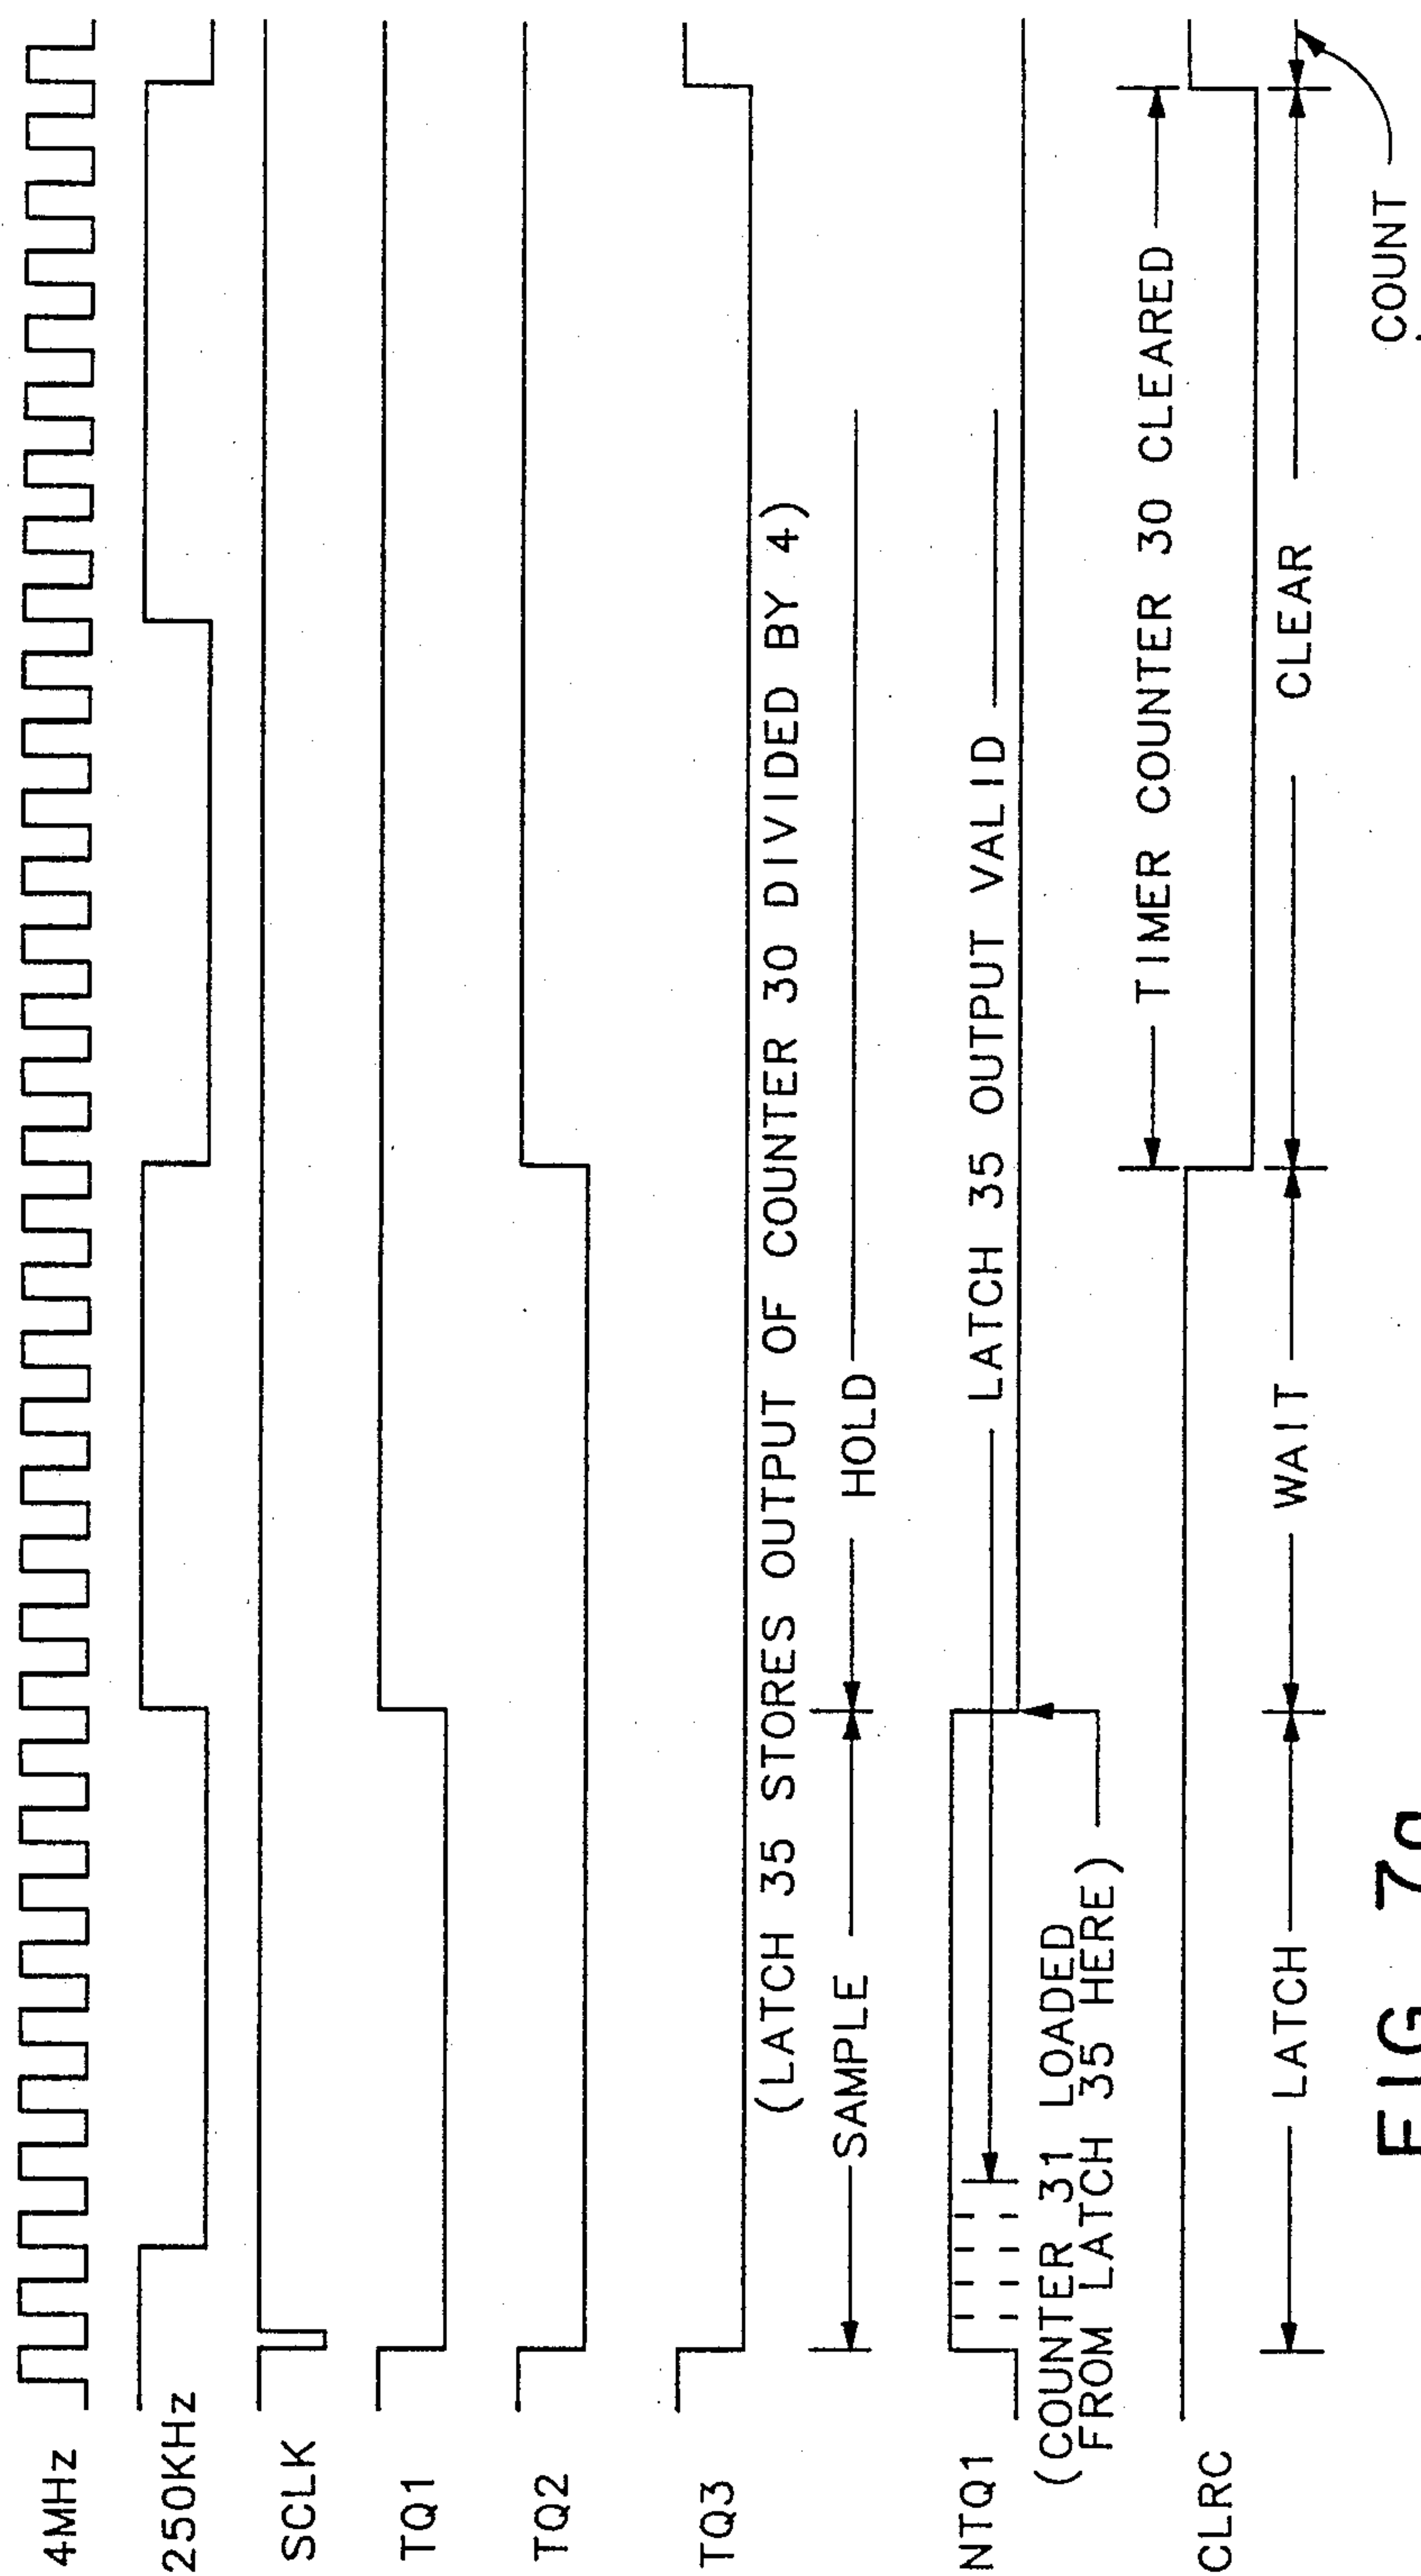 4MHz
250KHz
SCLK
TQ1
TQ2
TQ3
(LATCH 35 STORES OUTPUT OF COUNTER 30 DIVIDED BY 4)
SAMPLE HOLD
NTQ1
LATCH 35 OUTPUT VALID
(COUNTER 31 LOADED
FROM LATCH 35 HERE)
TIMER COUNTER 30 CLEARED
CLRC
LATCH WAIT CLEAR
COUNT
FIG 7a